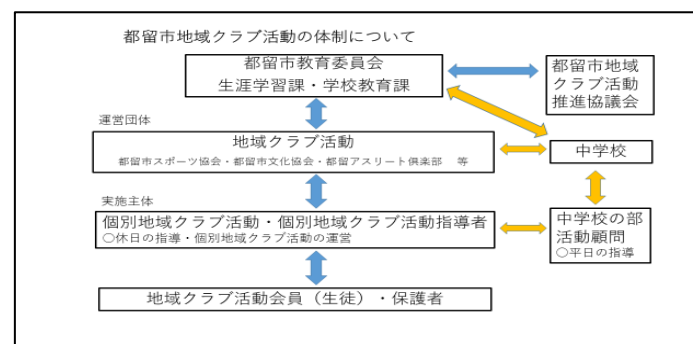 都留市地域クラブ活動の体制について
都留市教育委員会
生涯学習課・学校教育課
都留市地域
クラブ活動
推進協議会
運営団体
地域クラブ活動
都留市スポーツ協会・都留市文化協会・都留アスリート倶楽部　等
中学校
実施主体
個別地域クラブ活動・個別地域クラブ活動指導者
○休日の指導・個別地域クラブ活動の運営
中学校の部
活動顧問
○平日の指導
地域クラブ活動会員（生徒）・保護者